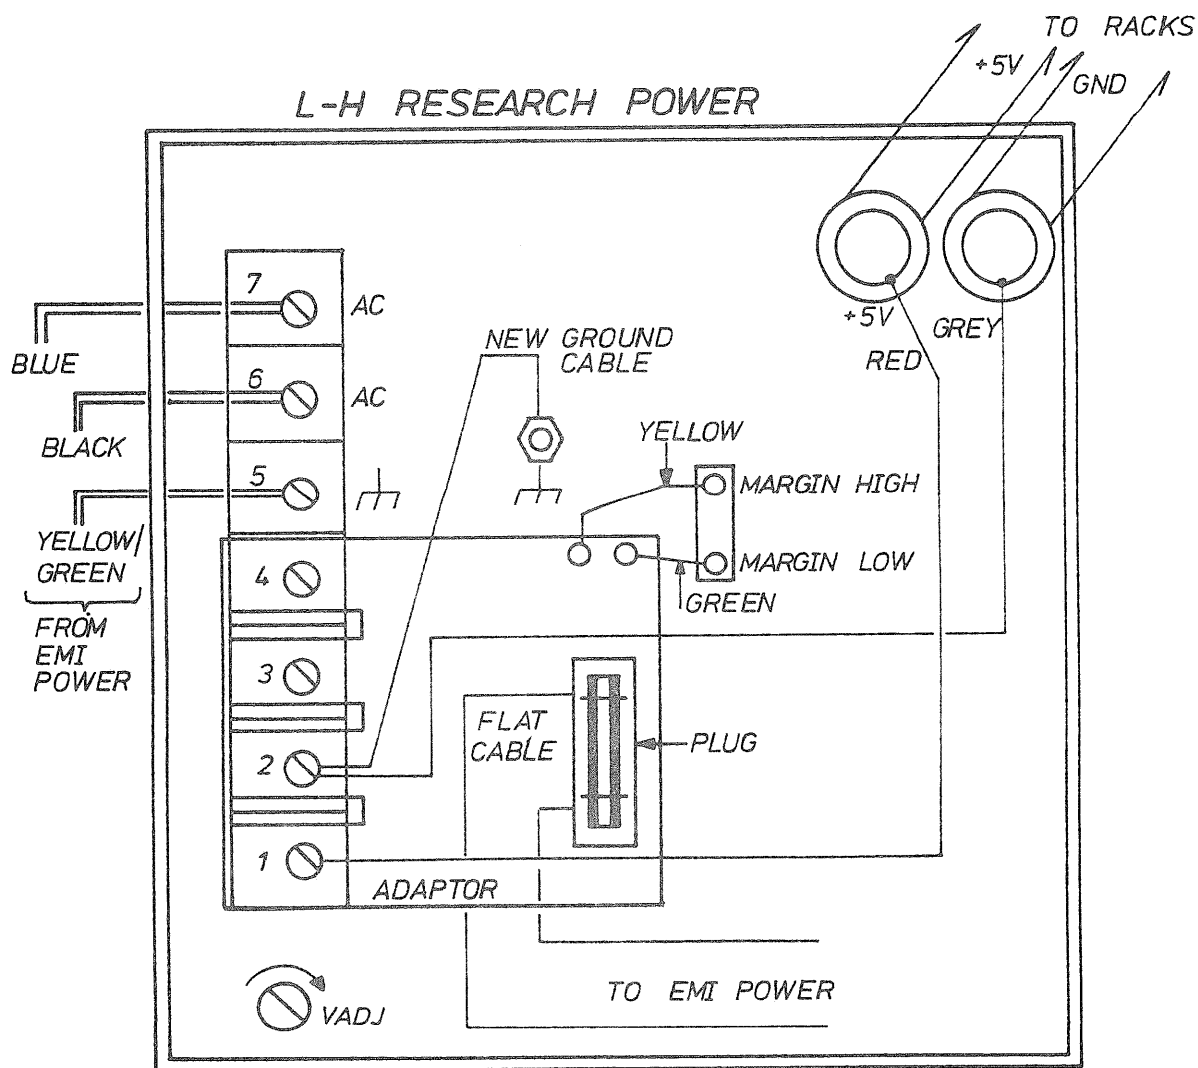 TO RACKS
+5V
GND
L-H RESEARCH POWER
7
AC
BLUE
6
AC
BLACK
5
YELLOW/
GREEN
FROM
EMI
POWER
NEW GROUND
CABLE
+5V
RED
GREY
YELLOW
MARGIN HIGH
MARGIN LOW
GREEN
4
3
2
1
FLAT
CABLE
PLUG
ADAPTOR
VADJ
TO EMI POWER